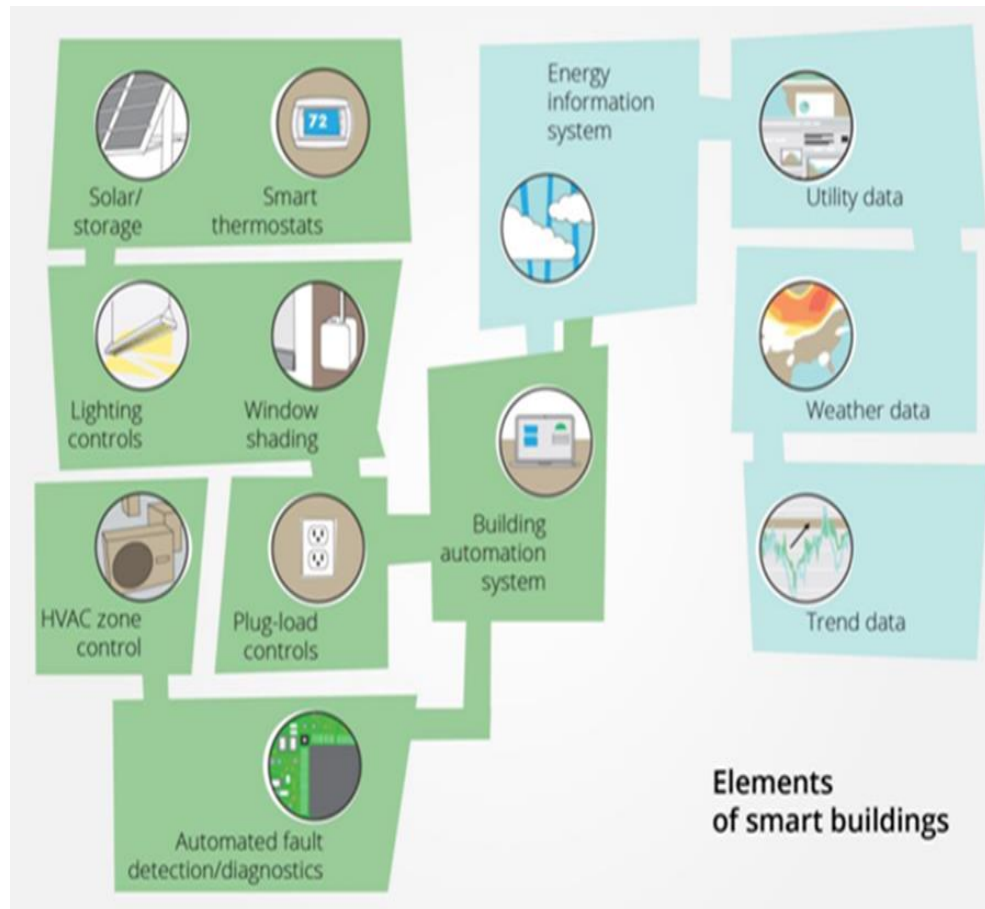 Solar/
storage
Smart
thermostats
72
Energy
information
system
Utility data
Lighting
controls
Window
shading
Weather data
HVAC zone
control
Plug-load
controls
Building
automation
system
Trend data
Automated fault
detection/diagnostics
Elements
of smart buildings